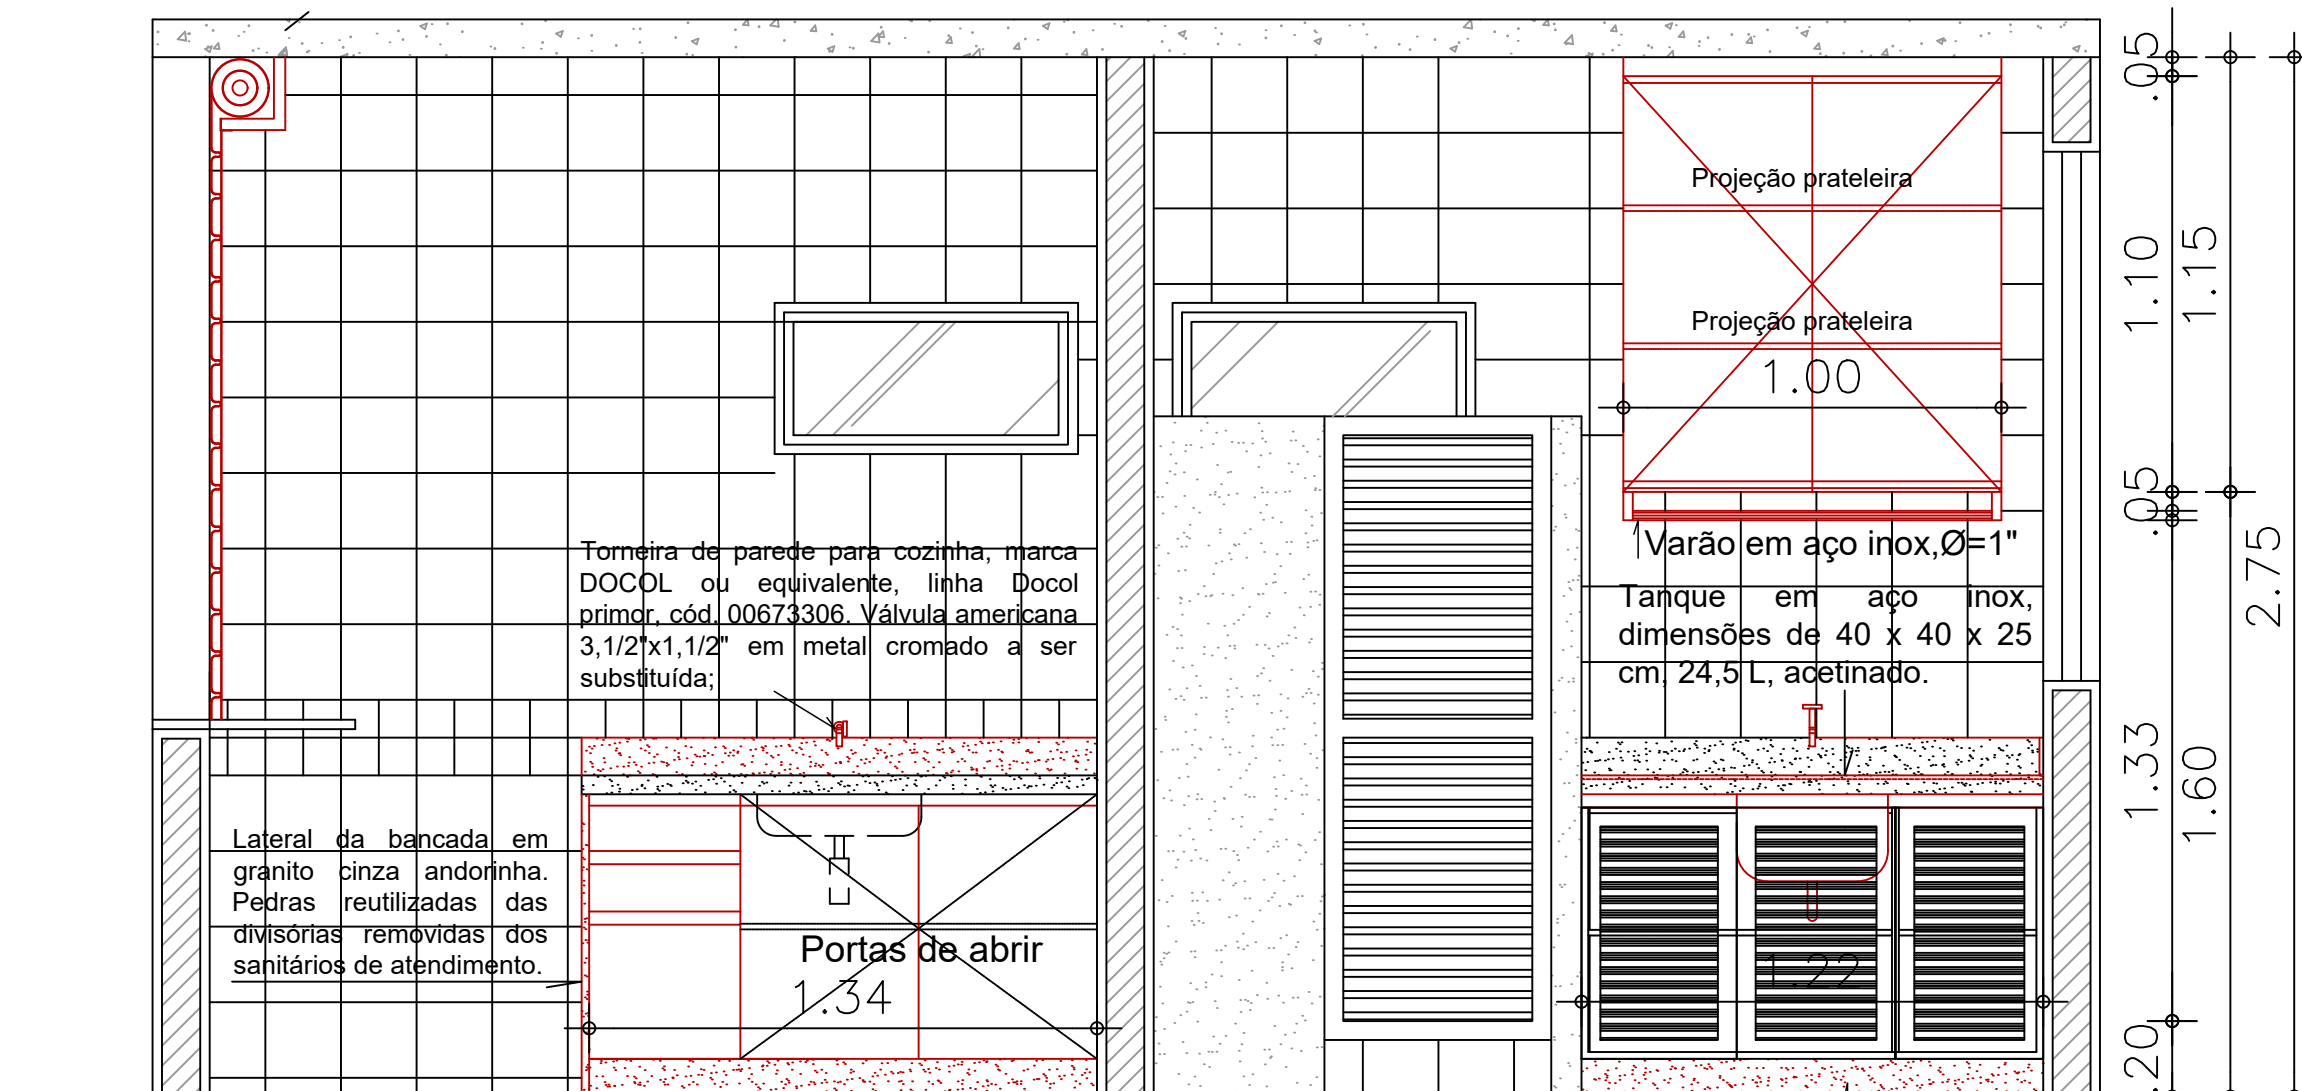 .05
Projeção prateleira
1.10
1.15
Projeção prateleira
1.00
.05
Torneira de parede para cozinha, marca
DOCOL ou equivalente, linha Docol
primor, cód. 00673306. Válvula americana
3,1/2"x1,1/2" em metal cromado a ser
substituída;
Varão em aço inox,Ø=1"
Tanque em aço inox,
dimensões de 40 x 40 x 25
cm, 24,5 L, acetinado.
2.75
1.33
1.60
Lateral da bancada em
granito cinza andorinha.
Pedras reutilizadas das
divisórias removidas dos
sanitários de atendimento.
Portas de abrir
1.34
1.22
.20